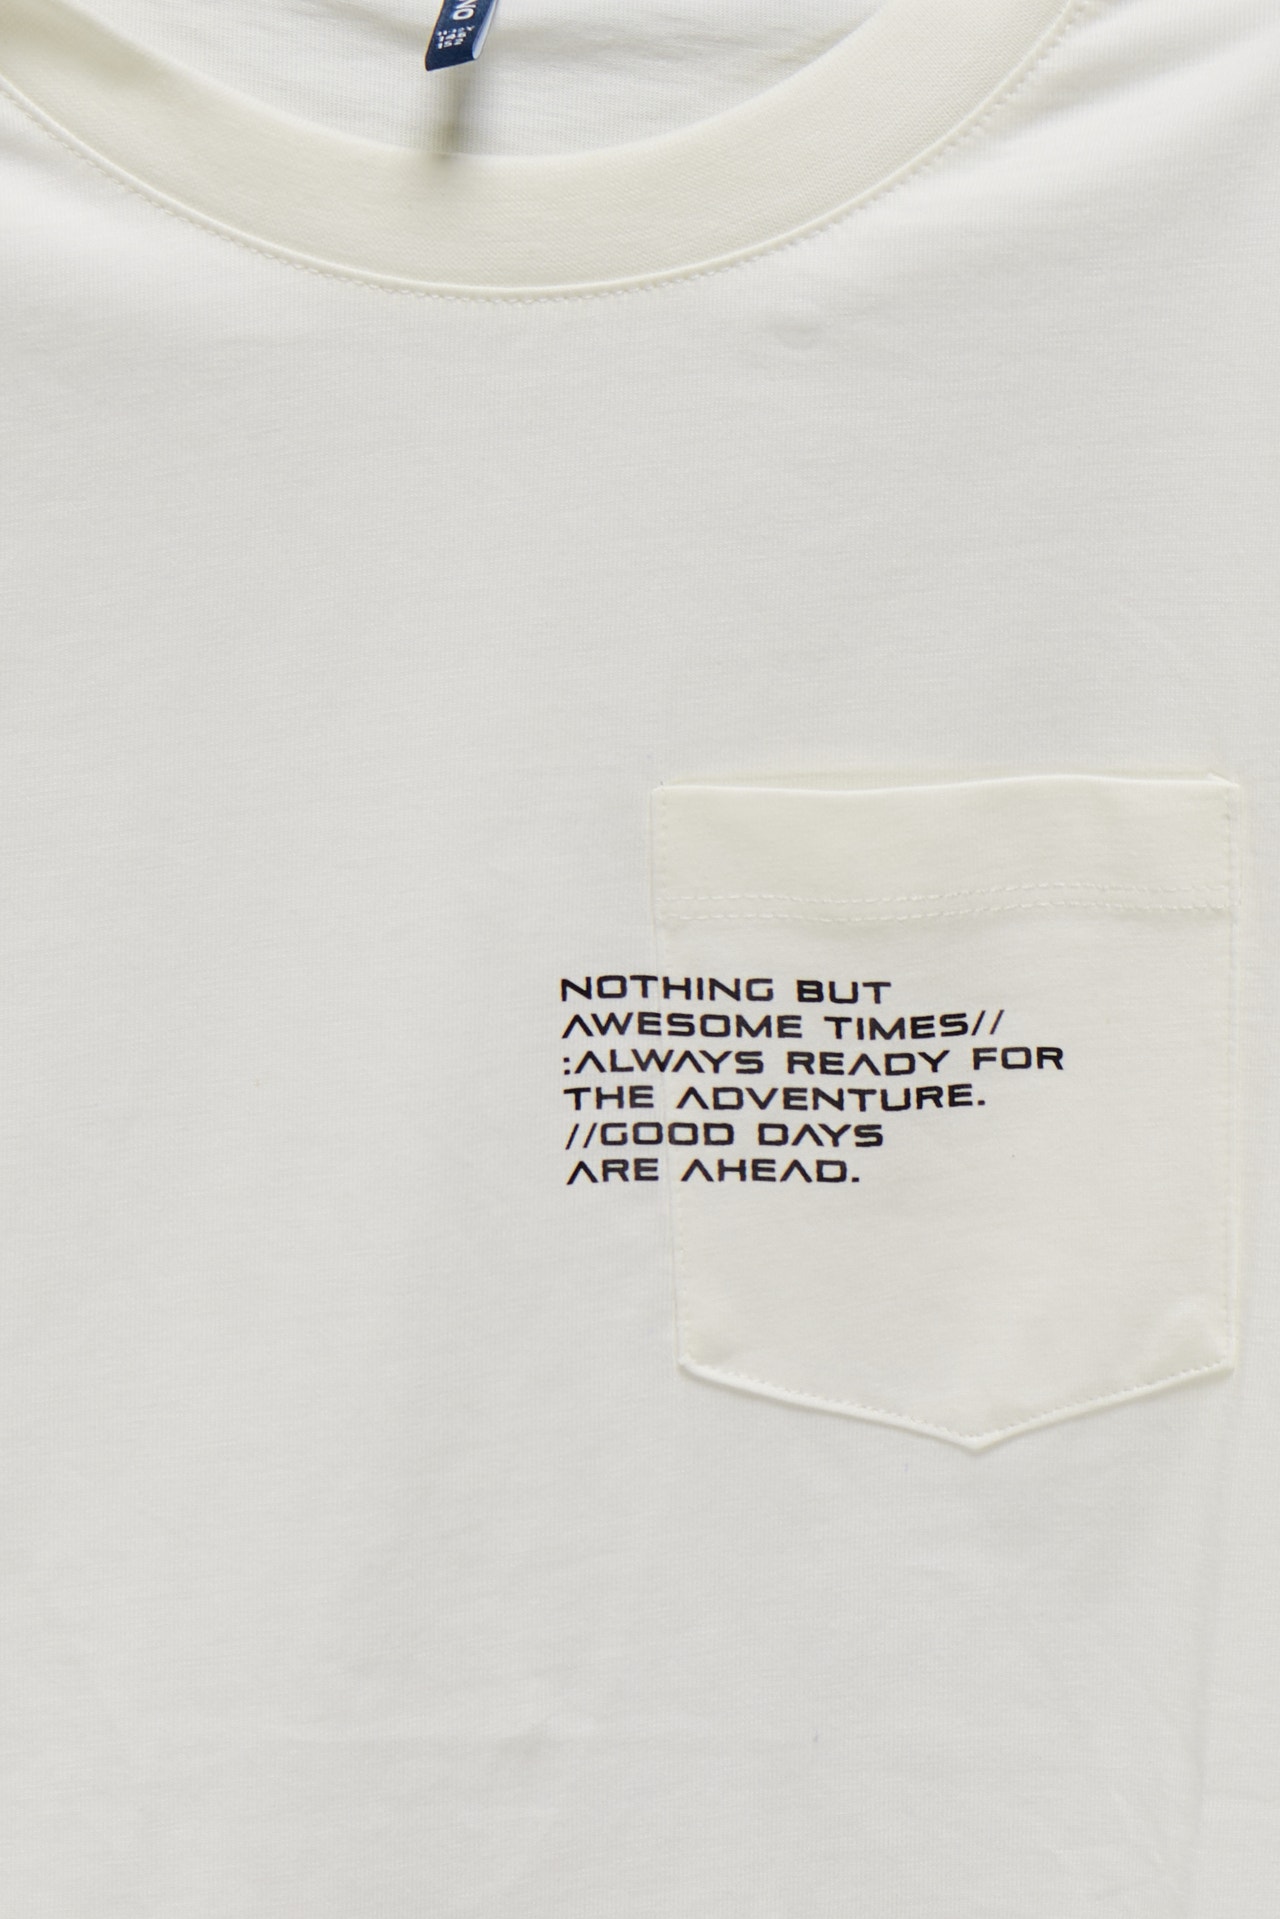 NOTHING BUT
AWESOME TIMES//
:ALWAYS READY FOR
THE ADVENTURE.
//GOOD DAYS
ARE AHEAD.